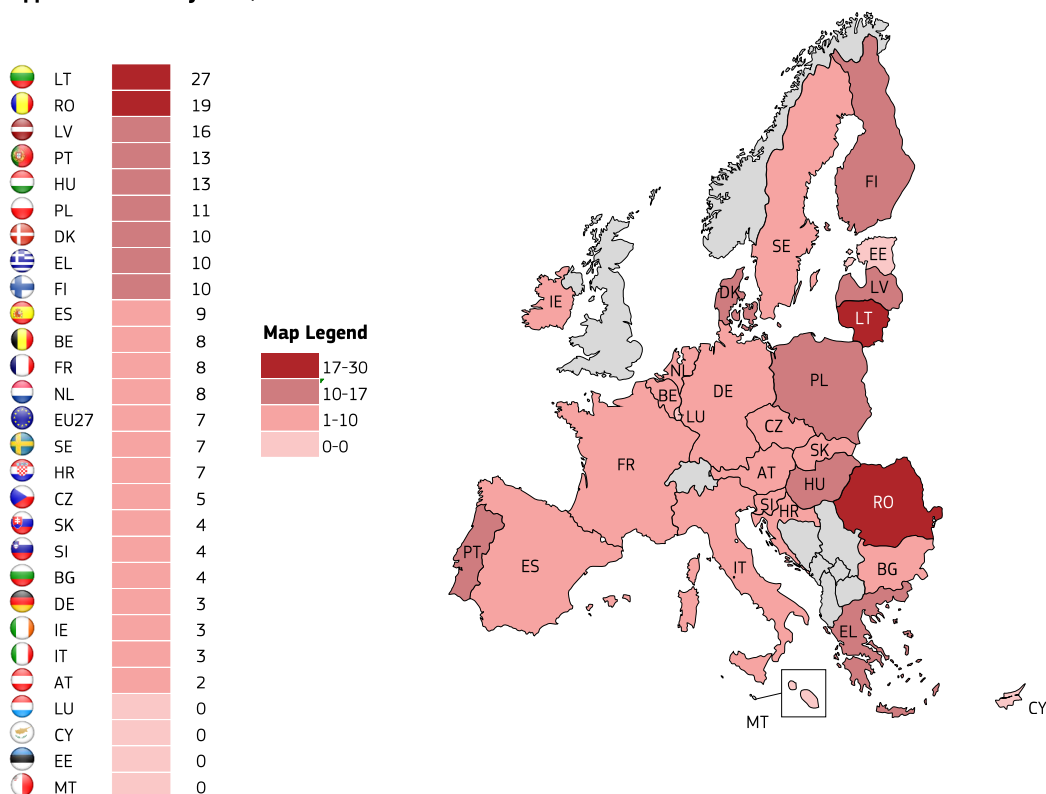 LT 27
RO 19
LV 16
PT 13
HU 13
PL 11
DK 10
EL 10
FI 10
ES 9
BE 8
FR 8
NL 8
EU27 7
SE 7
HR 7
CZ 5
SK 4
SI 4
BG 4
DE 3
IE 3
IT 3
AT 2
LU 0
CY 0
EE 0
MT 0
Map Legend
17-30
10-17
1-10
0-0
FI
SE
EE
LV
LT
DK
IE
NL
PL
DE
BE
LU
CZ
SK
FR
AT
HU
RO
SI
HR
PT
ES
IT
BG
EL
MT
CY